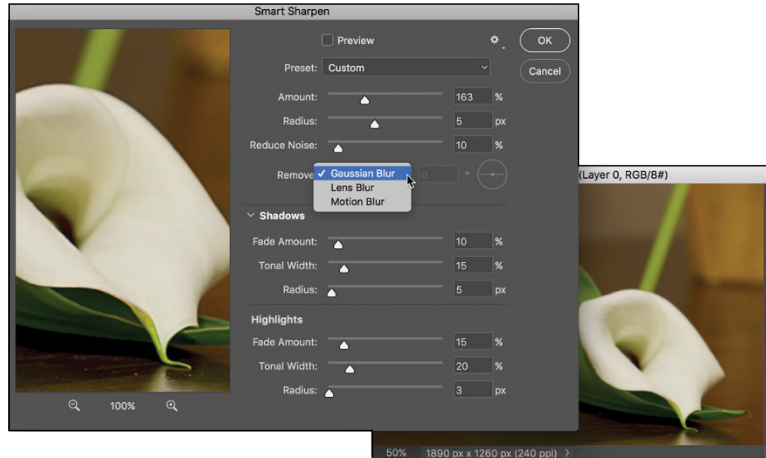 Smart Sharpen
Preview
OK
Preset: Custom
Cancel
Amount: 163 %
Radius: 5 px
Reduce Noise: 10 %
Remove ✓ Gaussian Blur 0 °
Lens Blur
Motion Blur
Shadows
Fade Amount: 10 %
Tonal Width: 15 %
Radius: 5 px
Highlights
Fade Amount: 15 %
Tonal Width: 20 %
Radius: 3 px
100%
(Layer 0, RGB/8#)
50% 1890 px x 1260 px (240 ppi) >